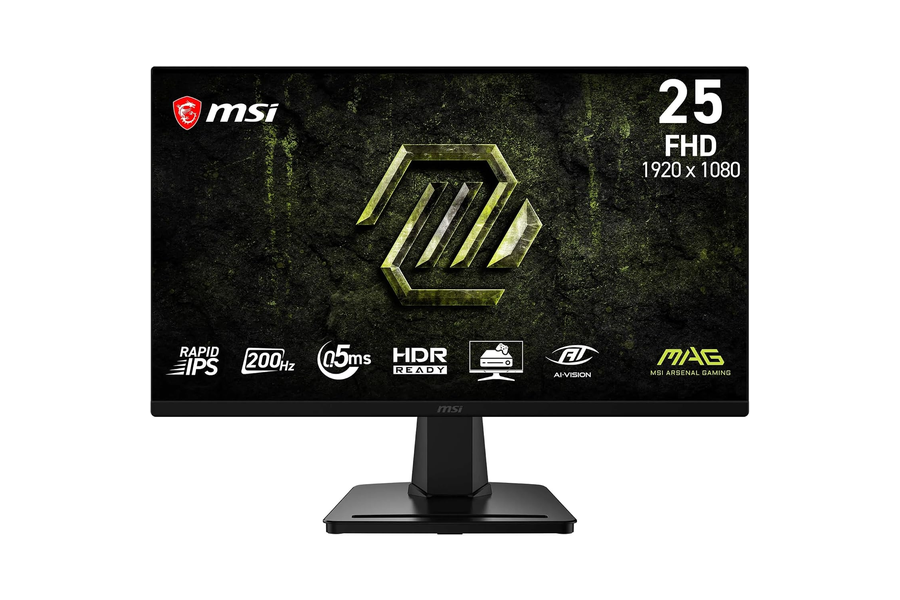 msi
25
FHD
1920 x 1080
RAPID
IPS
200Hz
0.5ms
HDR
READY
AI
AI-VISION
MAG
MSI ARSENAL GAMING
msi